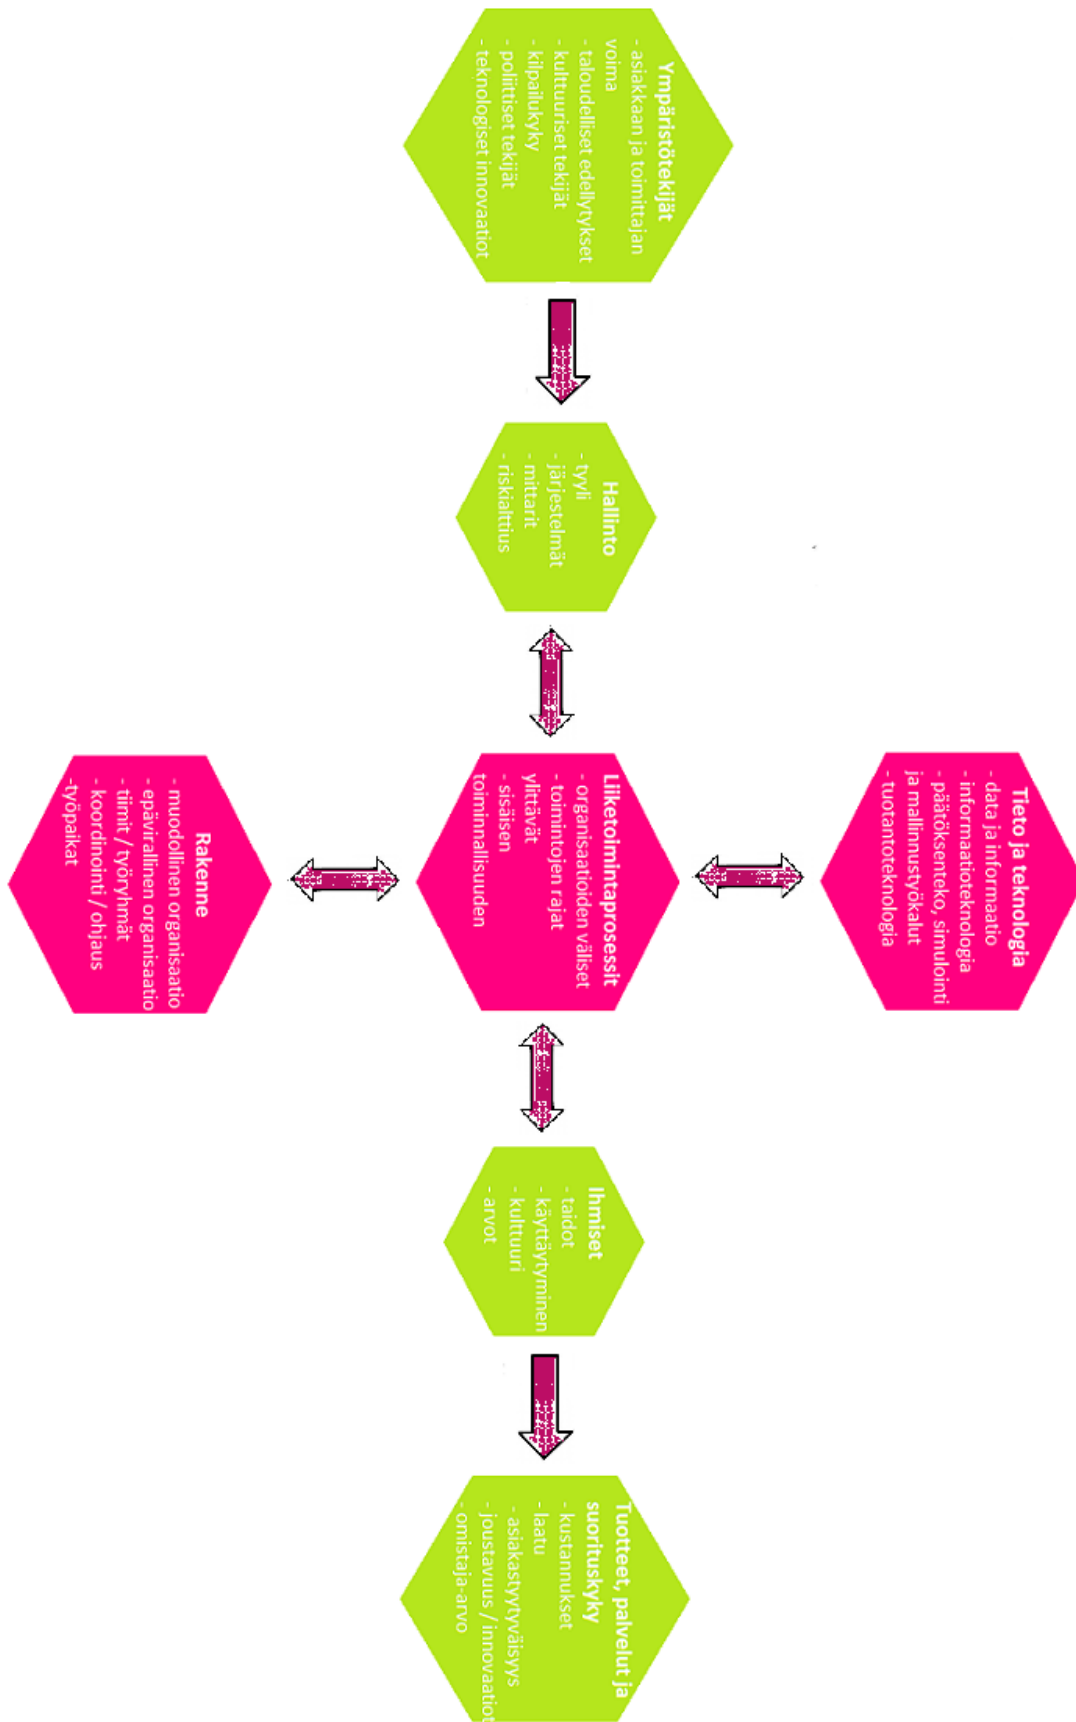 Ympäristötekijät
- asiakkaan ja toimittajan
voima
- taloudelliset edellytykset
- kulttuuriset tekijät
- kilpailukyky
- poliittiset tekijät
- teknologiset innovaatiot
Hallinto
- tyyli
- järjestelmät
- mittarit
- riskialttius
Tieto ja teknologia
- data ja informaatio
- informaatioteknologia
- päätöksenteko, simulointi
ja mallinnustyökalut
- tuotantoteknologia
Liiketoimintaprosessit
- organisaatioiden väliset
- toimintojen rajat
ylittävät
- sisäisen
toiminnallisuuden
Rakenne
- muodollinen organisaatio
- epävirallinen organisaatio
- tiimit / työryhmät
- koordinointi / ohjaus
-työpaikat
Ihmiset
- taidot
- käyttäytyminen
- kulttuuri
- arvot
Tuotteet, palvelut ja
suorituskyky
- kustannukset
- laatu
- asiakastyytyväisyys
- joustavuus / innovaatiot
- omistaja-arvo